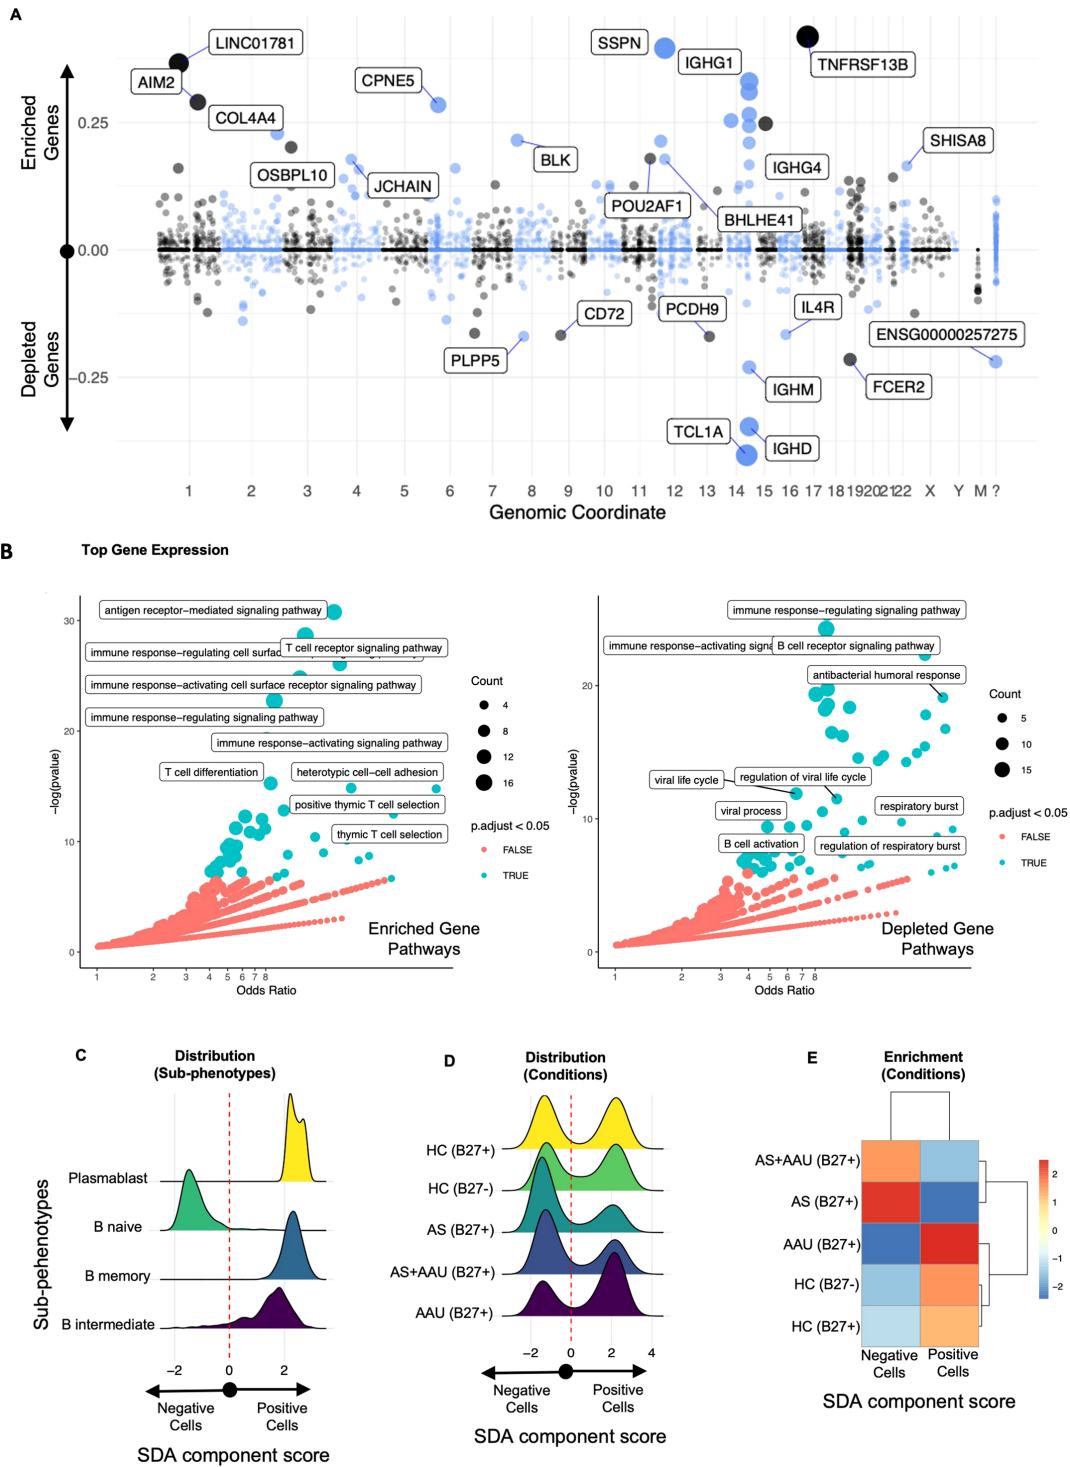 A
LINC01781
AIM2
COL4A4
OSBPL10
CPNE5
JCHAIN
BLK
SSPN
IGHG1
TNFRSF13B
IGHG4
SHISA8
POU2AF1
BHLHE41
Enriched
Genes
0.25
0.00
Depleted
Genes
−0.25
PLPP5
CD72
PCDH9
IL4R
ENSG00000257275
IGHM
FCER2
TCL1A
IGHD
1 2 3 4 5 6 7 8 9 10 11 12 13 14 15 16 17 18 19 20 21 22 X Y M ?
Genomic Coordinate
B
Top Gene Expression
antigen receptor−mediated signaling pathway
T cell receptor signaling pathway
immune response−regulating cell surfac
immune response−activating cell surface receptor signaling pathway
immune response−regulating signaling pathway
immune response−activating signaling pathway
T cell differentiation
heterotypic cell−cell adhesion
positive thymic T cell selection
thymic T cell selection
30
20
10
0
−log(pvalue)
1 2 3 4 5 6 7 8
Odds Ratio
Enriched Gene
Pathways
Count
4
8
12
16
p.adjust < 0.05
FALSE
TRUE
immune response−regulating signaling pathway
immune response−activating signa
B cell receptor signaling pathway
antibacterial humoral response
viral life cycle
regulation of viral life cycle
viral process
respiratory burst
B cell activation
regulation of respiratory burst
20
10
0
−log(pvalue)
1 2 3 4 5 6 7 8
Odds Ratio
Depleted Gene
Pathways
Count
5
10
15
p.adjust < 0.05
FALSE
TRUE
C
Distribution
(Sub-phenotypes)
Sub-pehenotypes
Plasmablast
B naive
B memory
B intermediate
−2 0 2
Negative
Cells
Positive
Cells
SDA component score
D
Distribution
(Conditions)
HC (B27+)
HC (B27-)
AS (B27+)
AS+AAU (B27+)
AAU (B27+)
−2 0 2 4
Negative
Cells
Positive
Cells
SDA component score
E
Enrichment
(Conditions)
AS+AAU (B27+)
AS (B27+)
AAU (B27+)
HC (B27-)
HC (B27+)
2
1
0
−1
−2
Negative
Cells
Positive
Cells
SDA component score